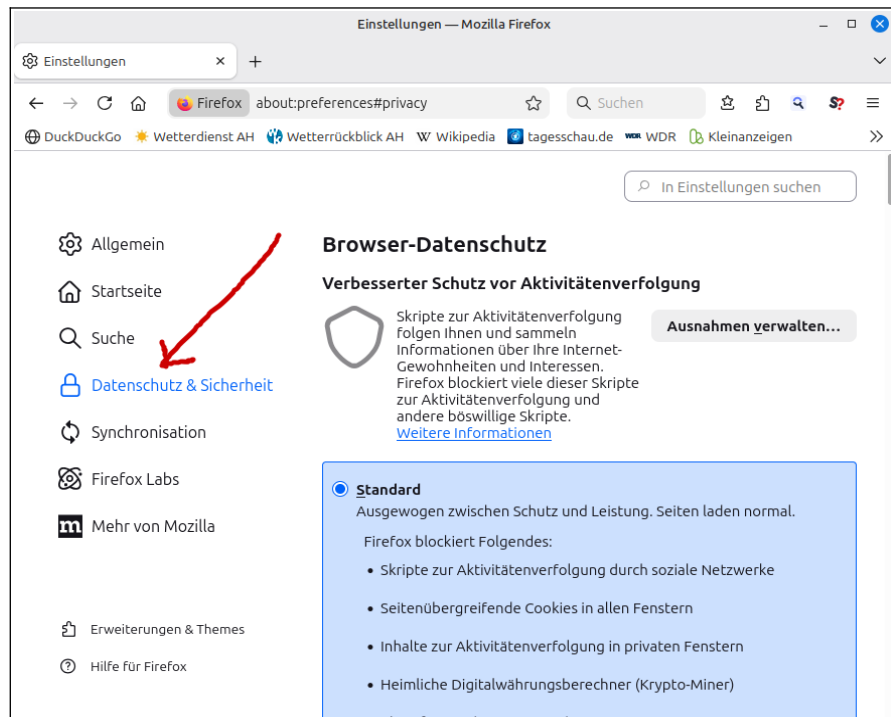 Einstellungen — Mozilla Firefox
Einstellungen
Firefox about:preferences#privacy Suchen S?
DuckDuckGo Wetterdienst AH Wetterrückblick AH W Wikipedia tagesschau.de WDR WDR Kleinanzeigen
In Einstellungen suchen
Allgemein
Startseite
Suche
Datenschutz & Sicherheit
Synchronisation
Firefox Labs
m Mehr von Mozilla
Erweiterungen & Themes
Hilfe für Firefox
Browser-Datenschutz
Verbesserter Schutz vor Aktivitätenverfolgung
Skripte zur Aktivitätenverfolgung
folgen Ihnen und sammeln
Informationen über Ihre Internet-
Gewohnheiten und Interessen.
Firefox blockiert viele dieser Skripte
zur Aktivitätenverfolgung und
andere böswillige Skripte.
Weitere Informationen
Ausnahmen verwalten...
Standard
Ausgewogen zwischen Schutz und Leistung. Seiten laden normal.
Firefox blockiert Folgendes:
• Skripte zur Aktivitätenverfolgung durch soziale Netzwerke
• Seitenübergreifende Cookies in allen Fenstern
• Inhalte zur Aktivitätenverfolgung in privaten Fenstern
• Heimliche Digitalwährungsberechner (Krypto-Miner)